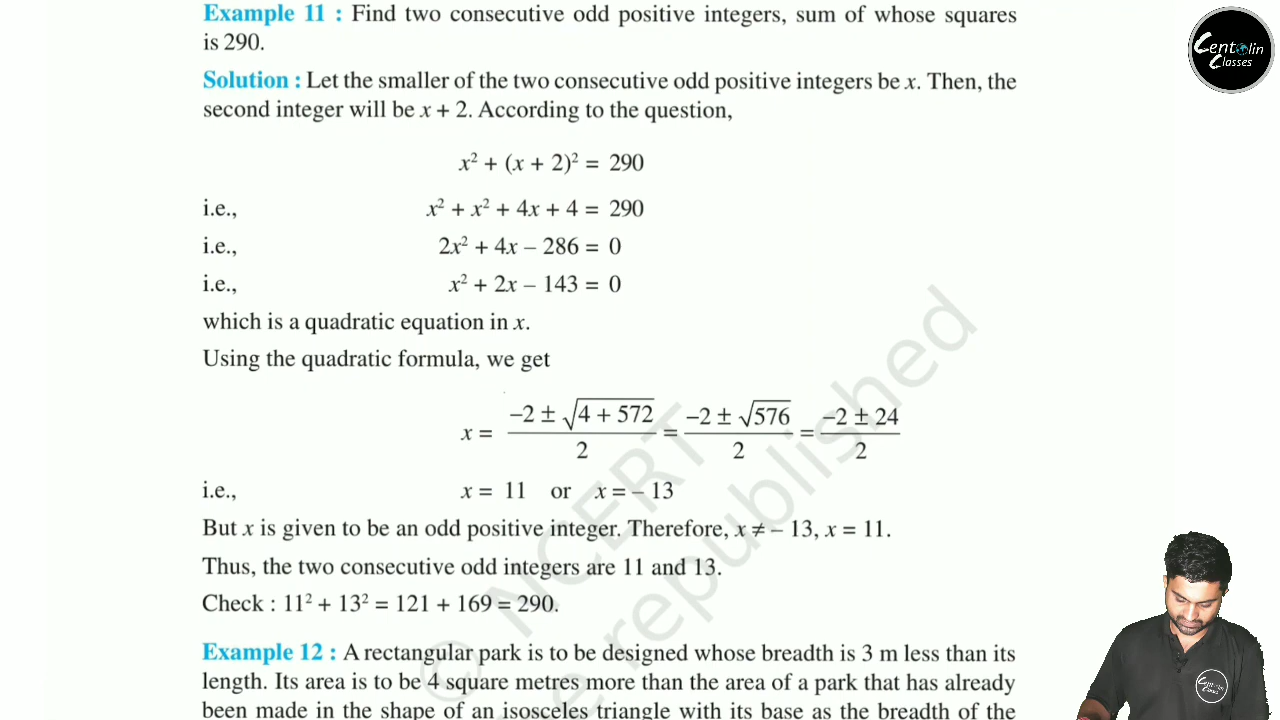 Example 11 : Find two consecutive odd positive integers, sum of whose squares
is 290.
Solution : Let the smaller of the two consecutive odd positive integers be x. Then, the
second integer will be x + 2. According to the question,
x² + (x + 2)² = 290
i.e., x² + x² + 4x + 4 = 290
i.e., 2x² + 4x – 286 = 0
i.e., x² + 2x – 143 = 0
which is a quadratic equation in x.
Using the quadratic formula, we get
x = (–2 ± √(4 + 572))/2 = (–2 ± √576)/2 = (–2 ± 24)/2
i.e., x = 11 or x = – 13
But x is given to be an odd positive integer. Therefore, x ≠ – 13, x = 11.
Thus, the two consecutive odd integers are 11 and 13.
Check : 11² + 13² = 121 + 169 = 290.
Example 12 : A rectangular park is to be designed whose breadth is 3 m less than its
length. Its area is to be 4 square metres more than the area of a park that has already
been made in the shape of an isosceles triangle with its base as the breadth of the
© NCERT
be republished
Centolin
Classes
Centolin
Classes